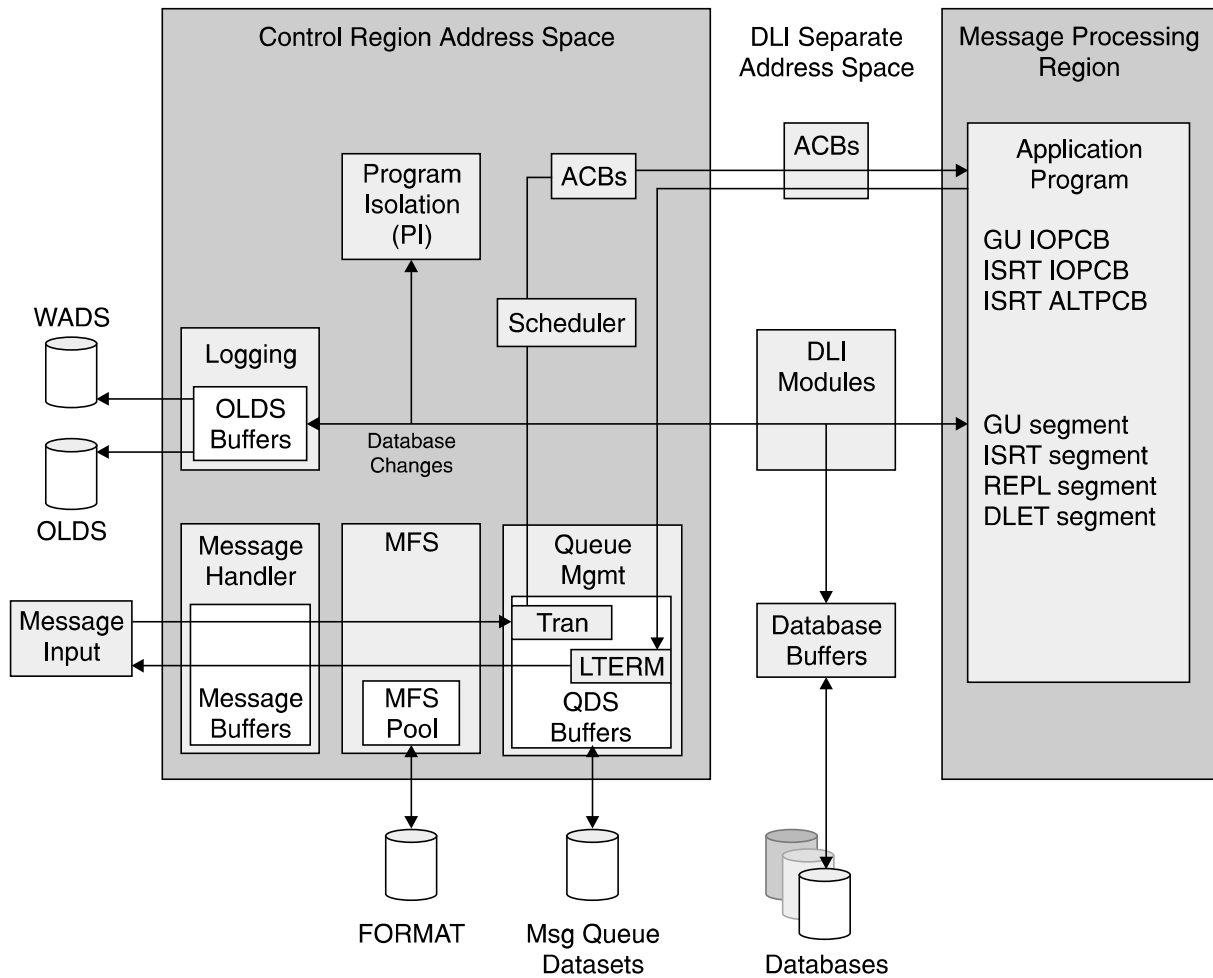 Control Region Address Space
DLI Separate
Address Space
Message Processing
Region
Program
Isolation
(PI)
ACBs
ACBs
Application
Program
GU IOPCB
ISRT IOPCB
ISRT ALTPCB
Scheduler
WADS
Logging
OLDS
Buffers
Database
Changes
DLI
Modules
GU segment
ISRT segment
REPL segment
DLET segment
OLDS
Message
Handler
MFS
Queue
Mgmt
Message
Input
Tran
LTERM
Database
Buffers
Message
Buffers
MFS
Pool
QDS
Buffers
FORMAT
Msg Queue
Datasets
Databases